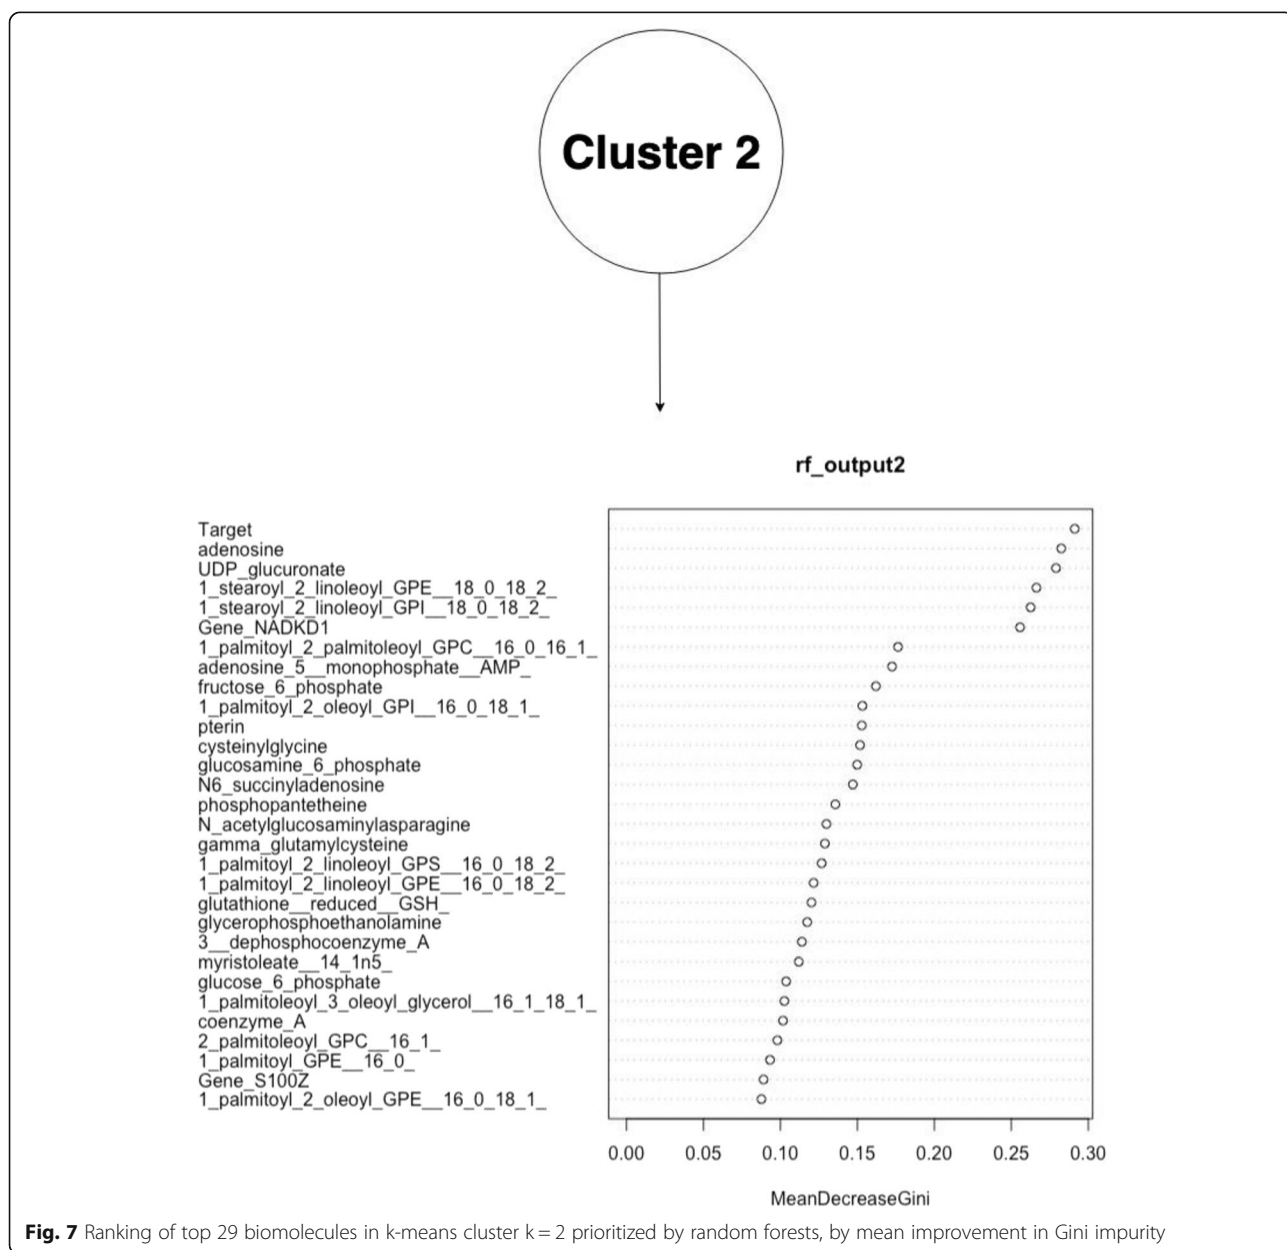 Cluster 2
rf_output2
Target
adenosine
UDP_glucuronate
1_stearoyl_2_linoleoyl_GPE__18_0_18_2_
1_stearoyl_2_linoleoyl_GPI__18_0_18_2_
Gene_NADKD1
1_palmitoyl_2_palmitoleoyl_GPC__16_0_16_1_
adenosine_5__monophosphate__AMP_
fructose_6_phosphate
1_palmitoyl_2_oleoyl_GPI__16_0_18_1_
pterin
cysteinylglycine
glucosamine_6_phosphate
N6_succinyladenosine
phosphopantetheine
N_acetylglucosaminylasparagine
gamma_glutamylcysteine
1_palmitoyl_2_linoleoyl_GPS__16_0_18_2_
1_palmitoyl_2_linoleoyl_GPE__16_0_18_2_
glutathione__reduced__GSH_
glycerophosphoethanolamine
3__dephosphocoenzyme_A
myristoleate__14_1n5_
glucose_6_phosphate
1_palmitoleoyl_3_oleoyl_glycerol__16_1_18_1_
coenzyme_A
2_palmitoleoyl_GPC__16_1_
1_palmitoyl_GPE__16_0_
Gene_S100Z
1_palmitoyl_2_oleoyl_GPE__16_0_18_1_
0.00 0.05 0.10 0.15 0.20 0.25 0.30
MeanDecreaseGini
Fig. 7 Ranking of top 29 biomolecules in k-means cluster k = 2 prioritized by random forests, by mean improvement in Gini impurity